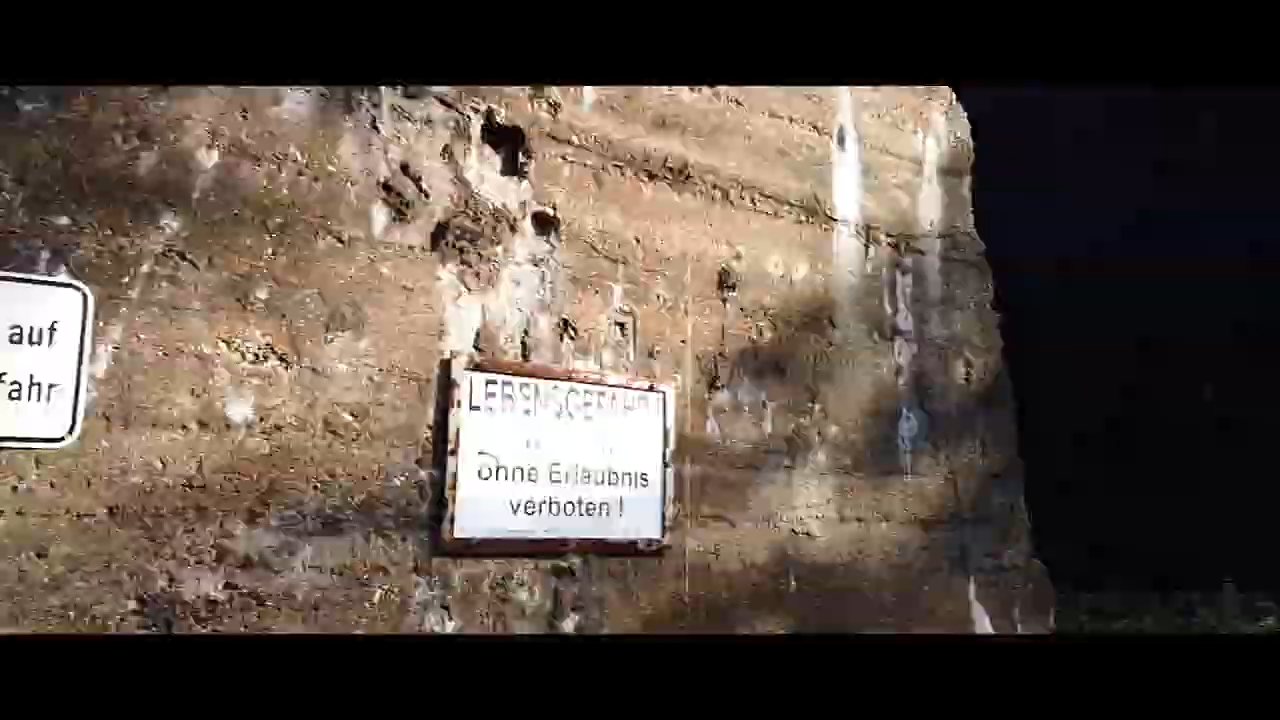 auf
fahr
LEBENSGEFAHR!
ohne Erlaubnis
verboten !